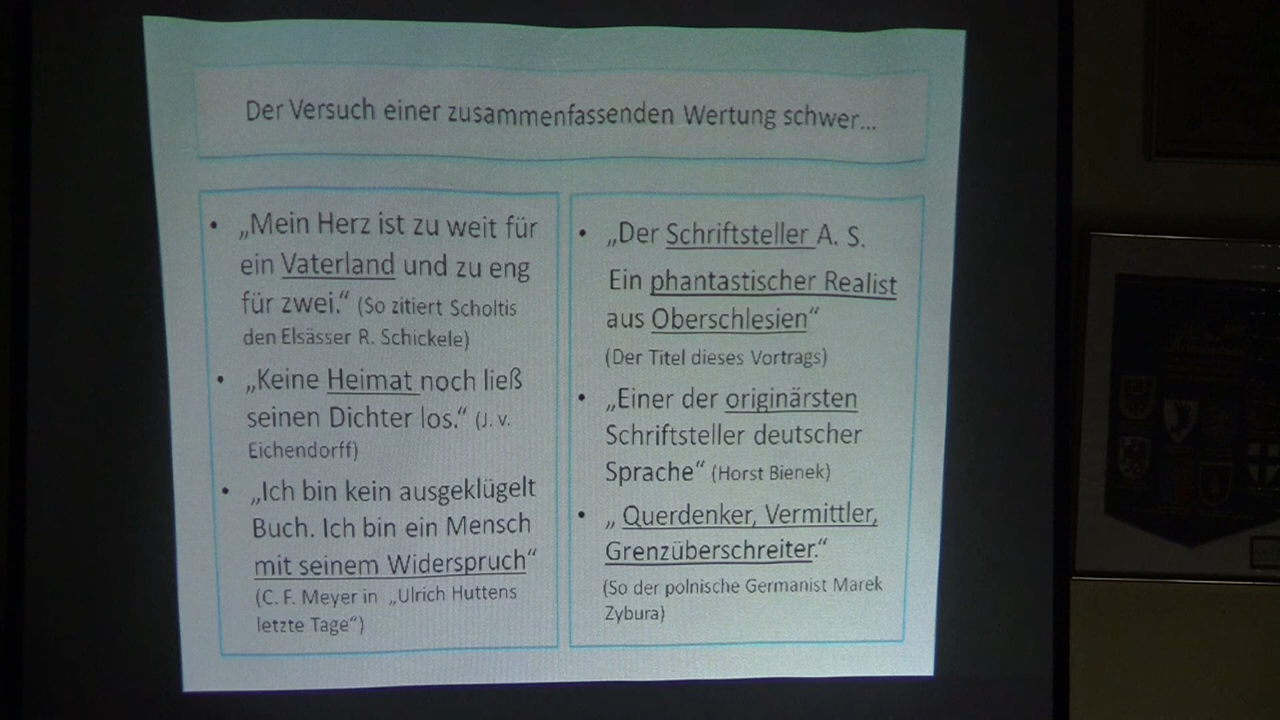 Der Versuch einer zusammenfassenden Wertung schwer...
• „Mein Herz ist zu weit für
ein Vaterland und zu eng
für zwei.“ (So zitiert Scholtis
den Elsässer R. Schickele)
• „Keine Heimat noch ließ
seinen Dichter los.“ (J. v.
Eichendorff)
• „Ich bin kein ausgeklügelt
Buch. Ich bin ein Mensch
mit seinem Widerspruch“
(C. F. Meyer in „Ulrich Huttens
letzte Tage“)
• „Der Schriftsteller A. S.
Ein phantastischer Realist
aus Oberschlesien“
(Der Titel dieses Vortrags)
• „Einer der originärsten
Schriftsteller deutscher
Sprache“ (Horst Bienek)
• „ Querdenker, Vermittler,
Grenzüberschreiter.“
(So der polnische Germanist Marek
Zybura)